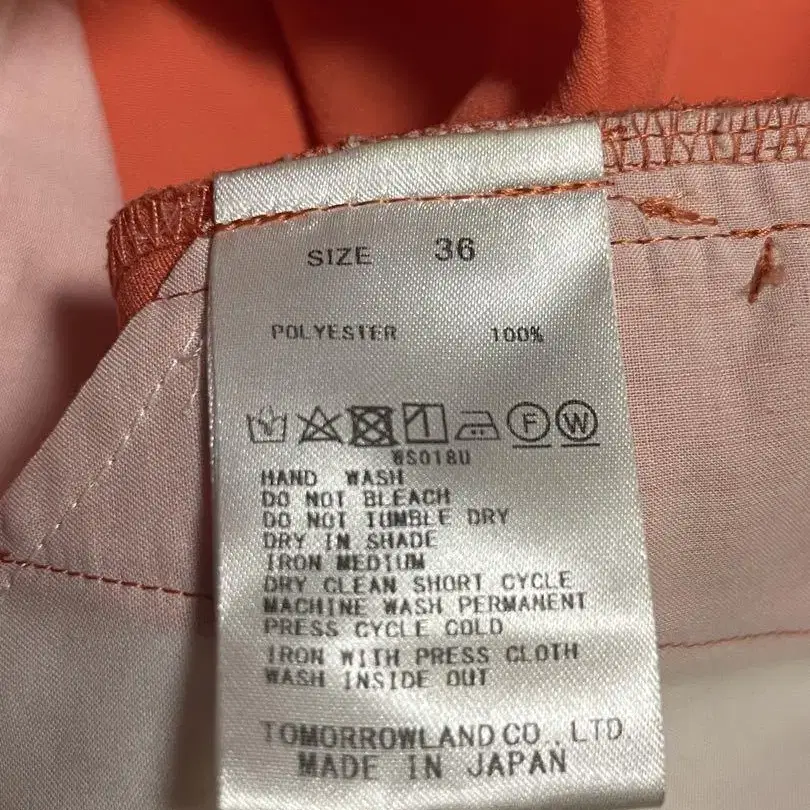 SIZE 36
POLYESTER 100%
F W
WS018U
HAND WASH
DO NOT BLEACH
DO NOT TUMBLE DRY
DRY IN SHADE
IRON MEDIUM
DRY CLEAN SHORT CYCLE
MACHINE WASH PERMANENT
PRESS CYCLE COLD
IRON WITH PRESS CLOTH
WASH INSIDE OUT
TOMORROWLAND CO., LTD.
MADE IN JAPAN